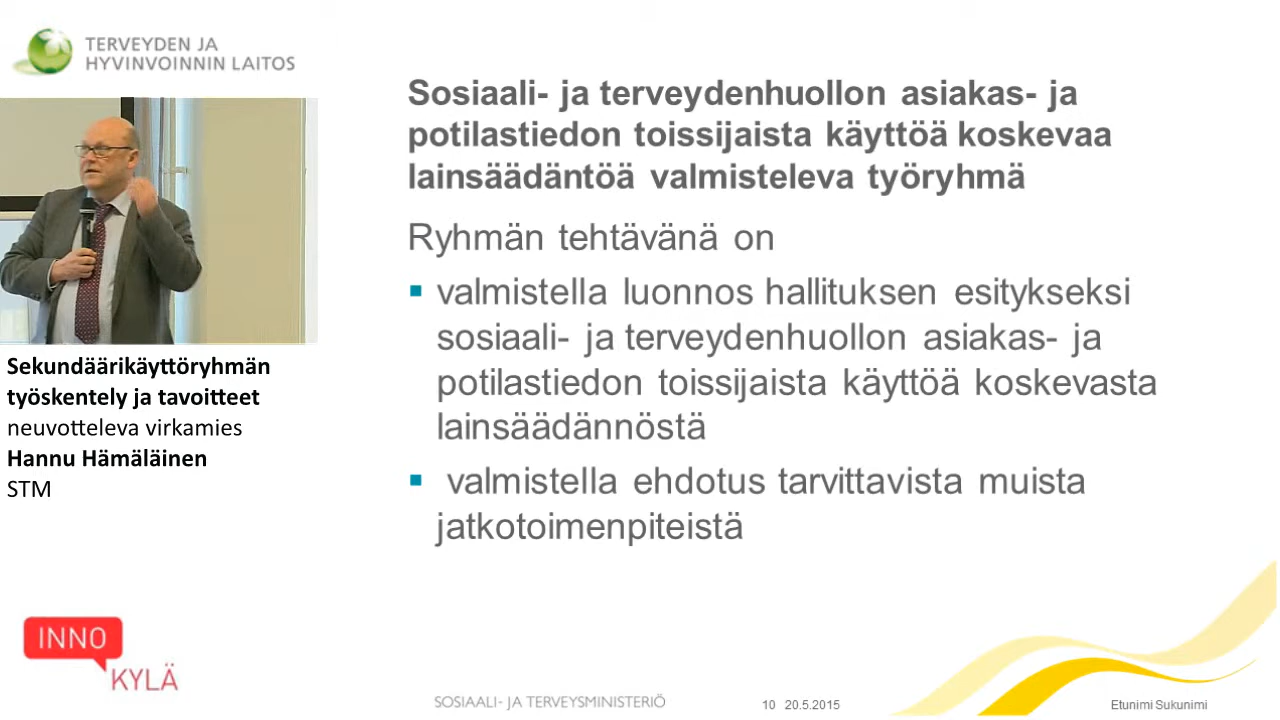 TERVEYDEN JA
HYVINVOINNIN LAITOS
Sekundäärikäyttöryhmän
työskentely ja tavoitteet
neuvotteleva virkamies
Hannu Hämäläinen
STM
INNO
KYLÄ
Sosiaali- ja terveydenhuollon asiakas- ja
potilastiedon toissijaista käyttöä koskevaa
lainsäädäntöä valmisteleva työryhmä
Ryhmän tehtävänä on
valmistella luonnos hallituksen esitykseksi
sosiaali- ja terveydenhuollon asiakas- ja
potilastiedon toissijaista käyttöä koskevasta
lainsäädännöstä
valmistella ehdotus tarvittavista muista
jatkotoimenpiteistä
SOSIAALI- JA TERVEYSMINISTERIÖ
10 20.5.2015
Etunimi Sukunimi